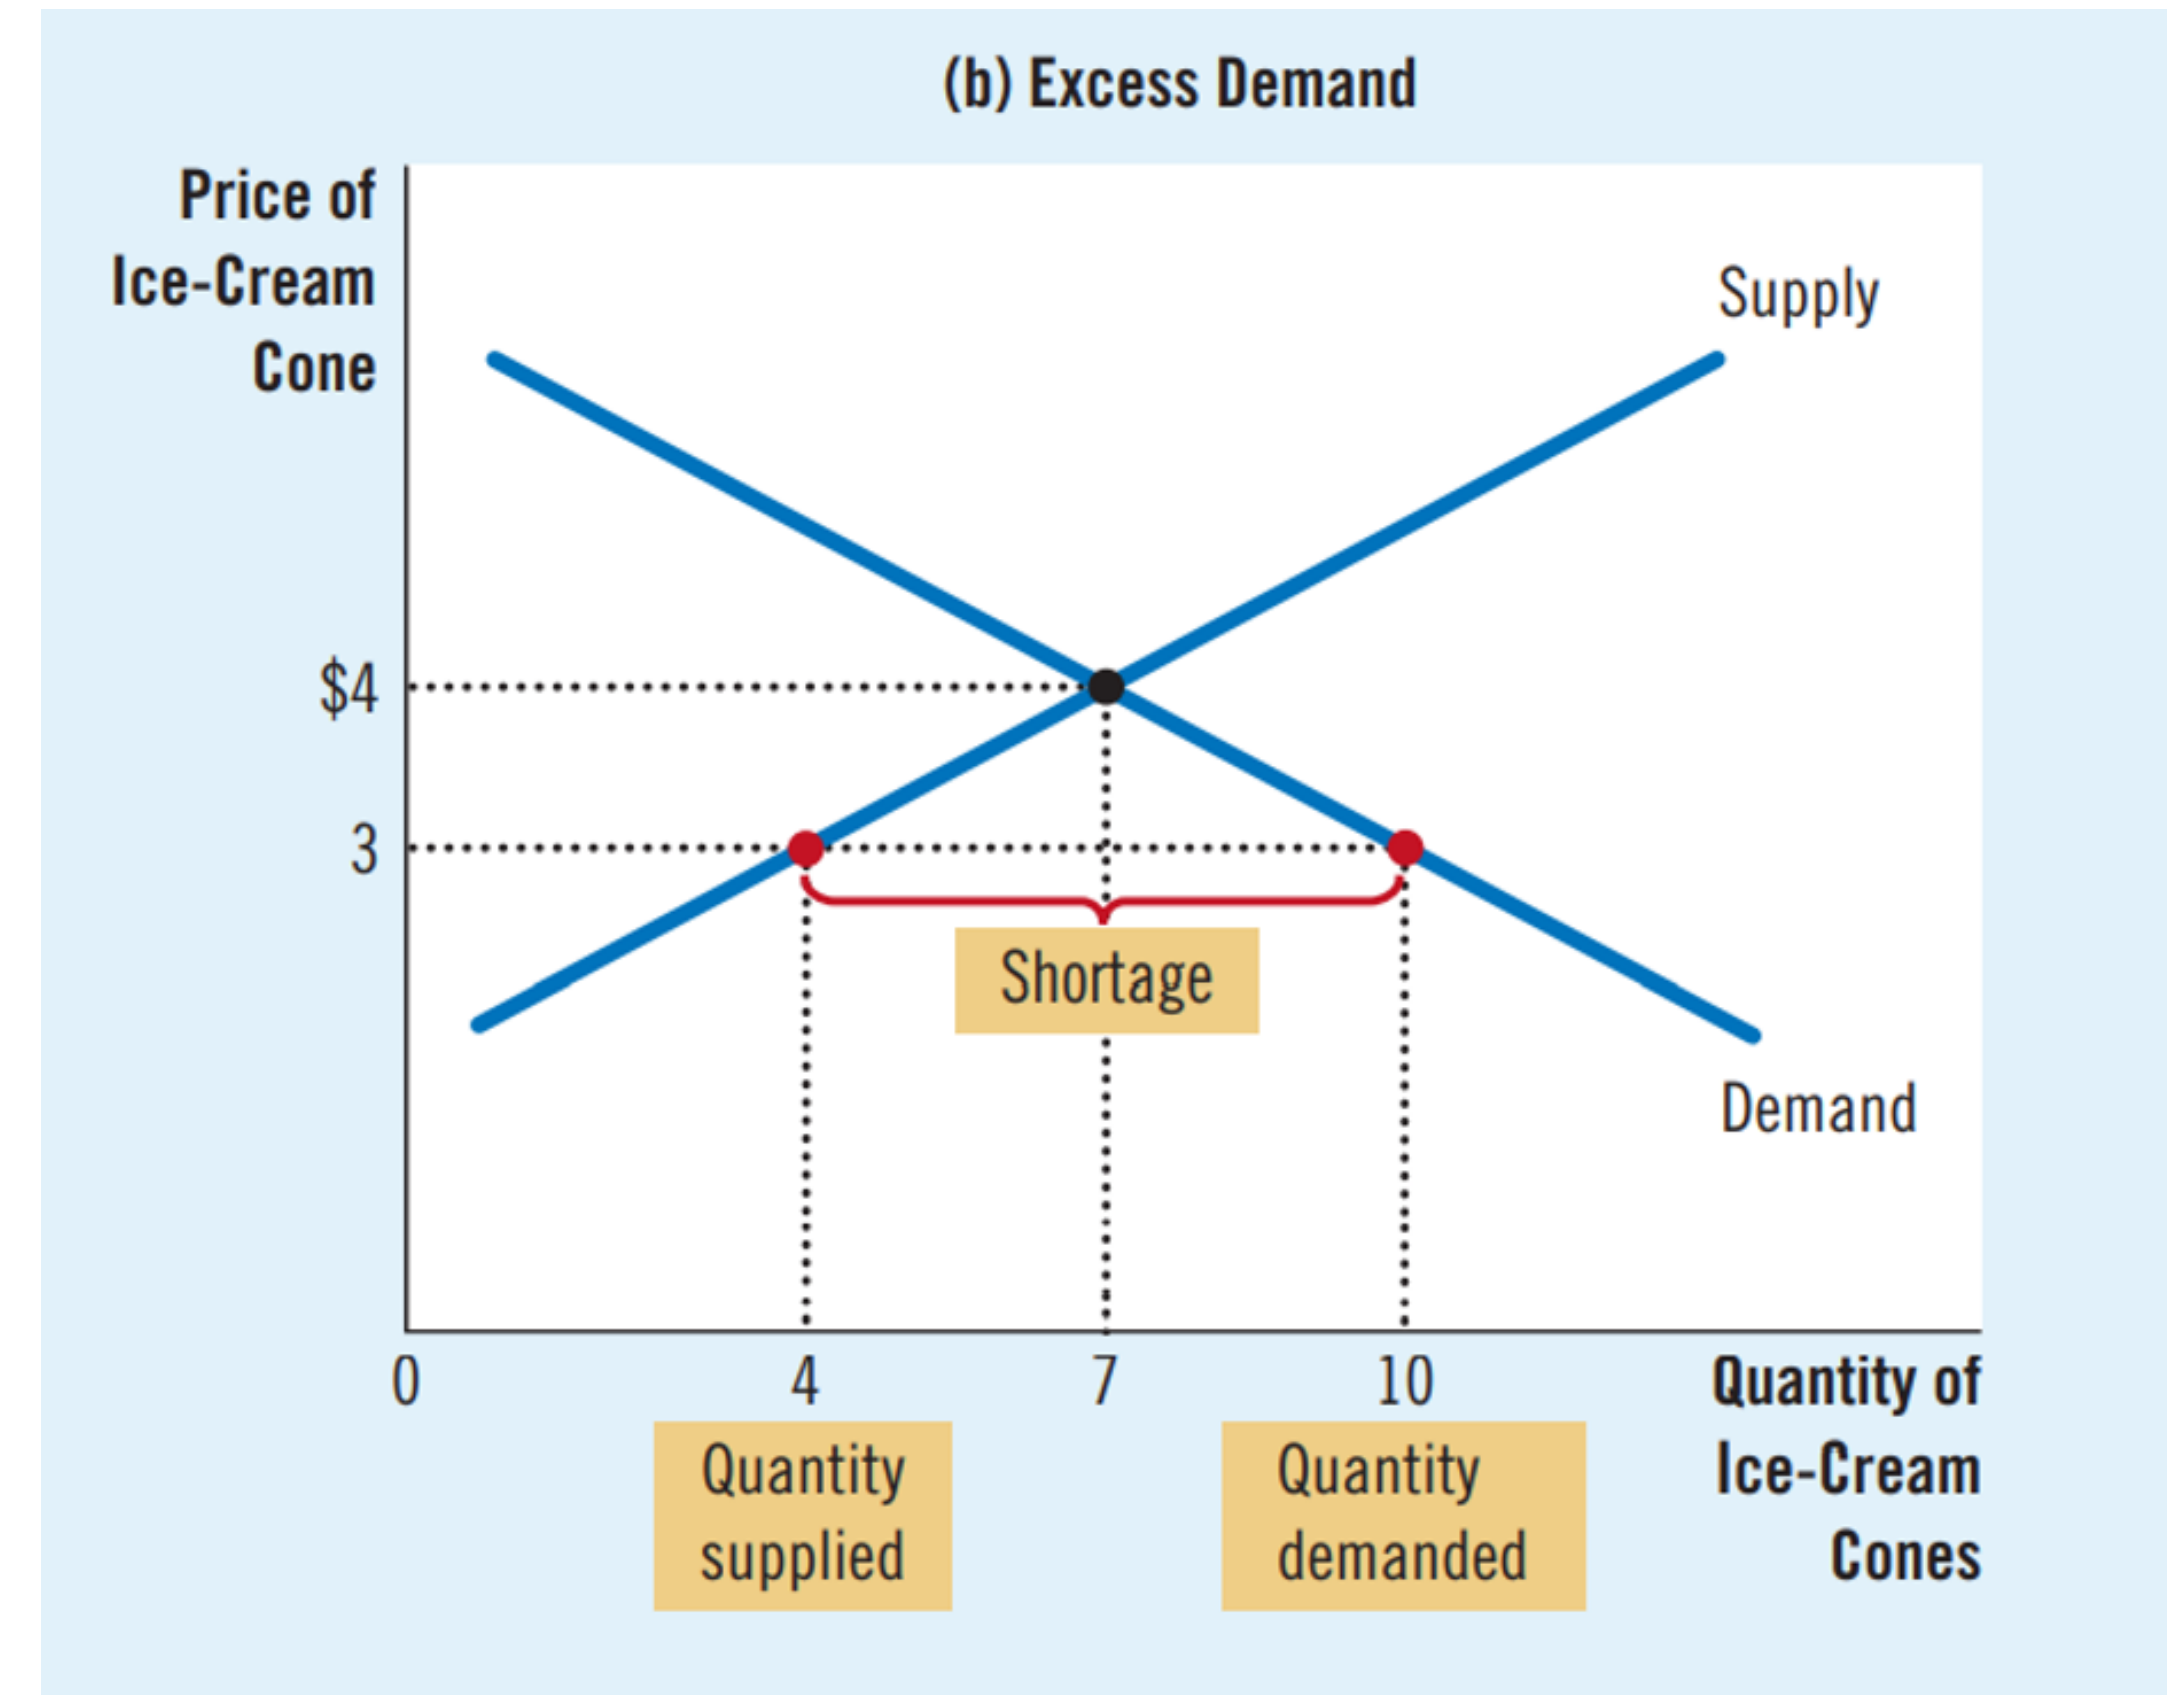 (b) Excess Demand
Price of
Ice-Cream
Cone
Supply
$4
3
Shortage
Demand
0
4
7
10
Quantity of
Ice-Cream
Cones
Quantity
supplied
Quantity
demanded